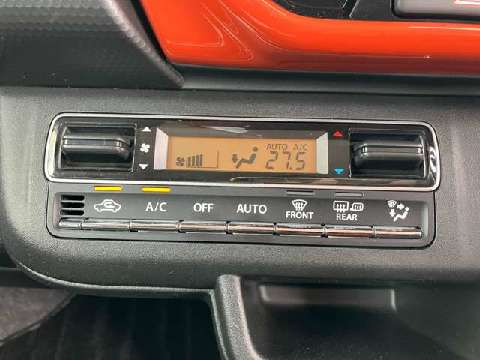 AUTO A/C
27.5
A/C OFF AUTO FRONT REAR